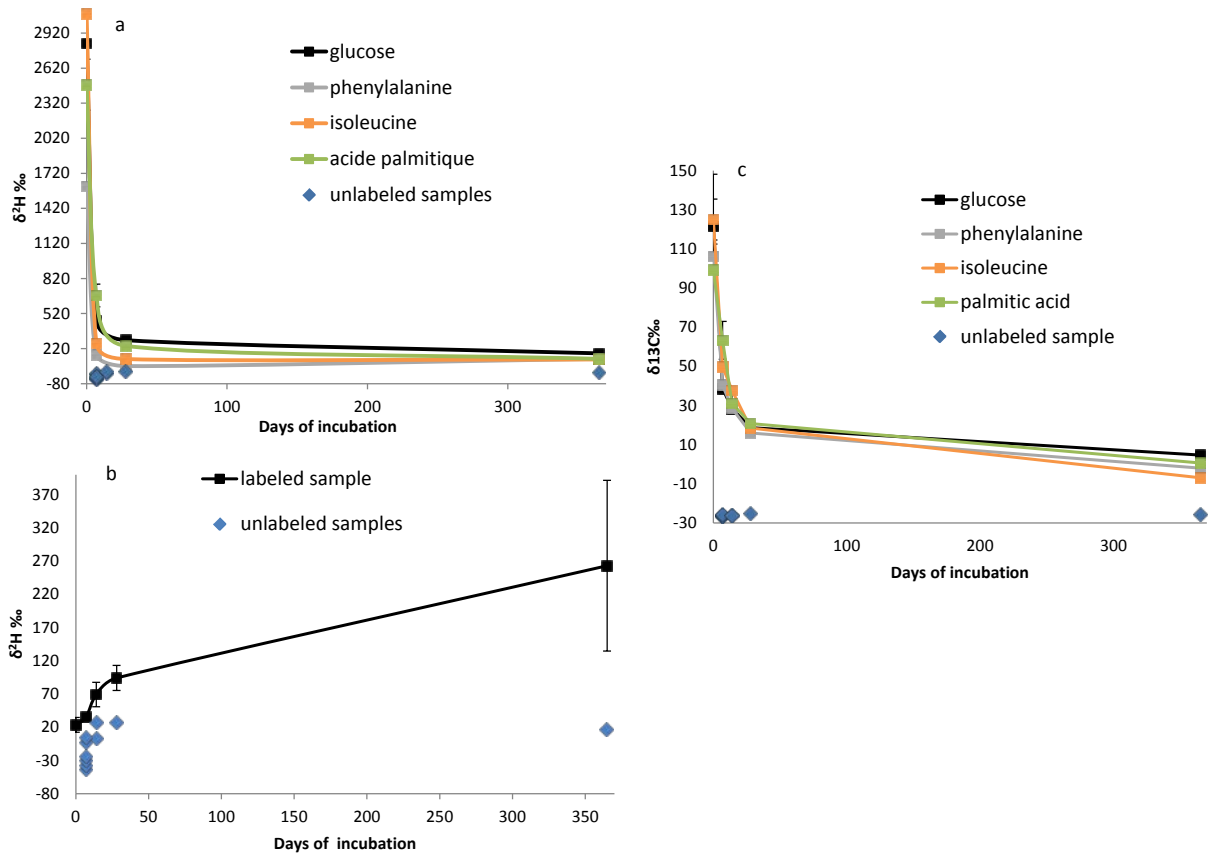 a
2920
2620
2320
2020
1720
1420
1120
820
520
220
-80
δ²H ‰
glucose
phenylalanine
isoleucine
acide palmitique
unlabeled samples
0 100 200 300
Days of incubation
b
370
320
270
220
170
120
70
20
-30
-80
δ²H ‰
labeled sample
unlabeled samples
0 50 100 150 200 250 300 350
Days of incubation
c
150
130
110
90
70
50
30
10
-10
-30
δ13C‰
glucose
phenylalanine
isoleucine
palmitic acid
unlabeled sample
0 100 200 300
Days of incubation